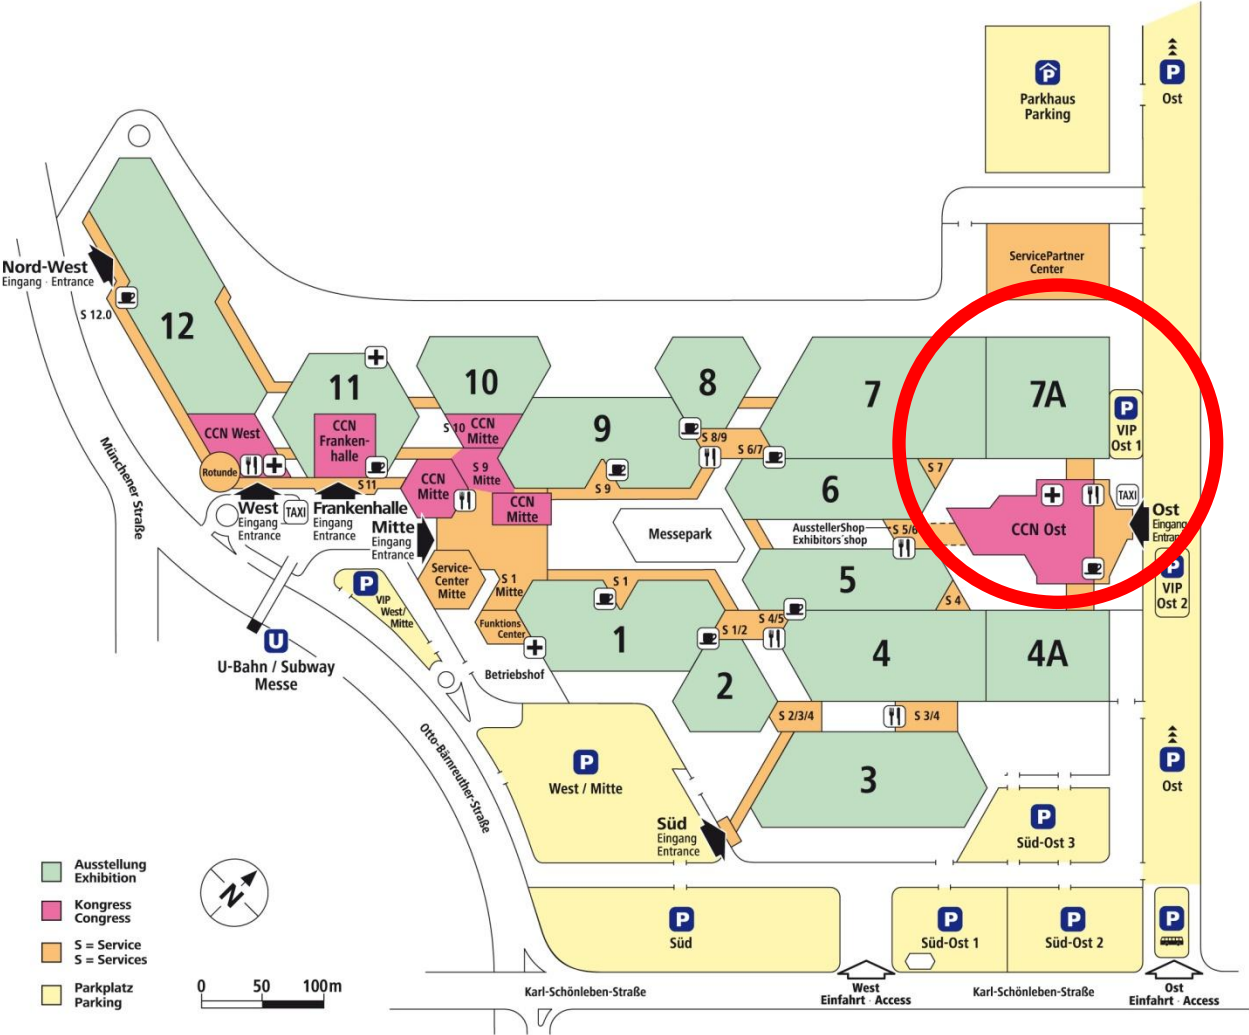 P
Ost
P
Parkhaus
Parking
ServicePartner
Center
Nord-West
Eingang · Entrance
S 12.0
12
11
10
8
7
7A
P
VIP
Ost 1
CCN West
CCN
Franken-
halle
S 10
CCN
Mitte
9
S 8/9
S 6/7
Rotunde
S 11
CCN
Mitte
S 9
Mitte
S 9
CCN
Mitte
6
S 7
Münchener Straße
West
Eingang
Entrance
TAXI
Frankenhalle
Eingang
Entrance
Mitte
Eingang
Entrance
Messepark
AusstellerShop
Exhibitors´shop
S 5/6
CCN Ost
TAXI
Ost
Eingang
P
VIP
Ost 2
Service-
Center
Mitte
S 1
Mitte
S 1
5
S 4
P
VIP
West/
Mitte
Funktions
Center
1
S 1/2
S 4/5
4
4A
U
U-Bahn / Subway
Messe
Betriebshof
2
S 2/3/4
S 3/4
Otto-Bärnreuther-Straße
P
West / Mitte
3
P
Ost
Süd
Eingang
Entrance
P
Süd-Ost 3
Ausstellung
Exhibition
Kongress
Congress
S = Service
S = Services
Parkplatz
Parking
N
0 50 100m
P
Süd
P
Süd-Ost 1
P
Süd-Ost 2
P
Karl-Schönleben-Straße
West
Einfahrt · Access
Karl-Schönleben-Straße
Ost
Einfahrt · Access